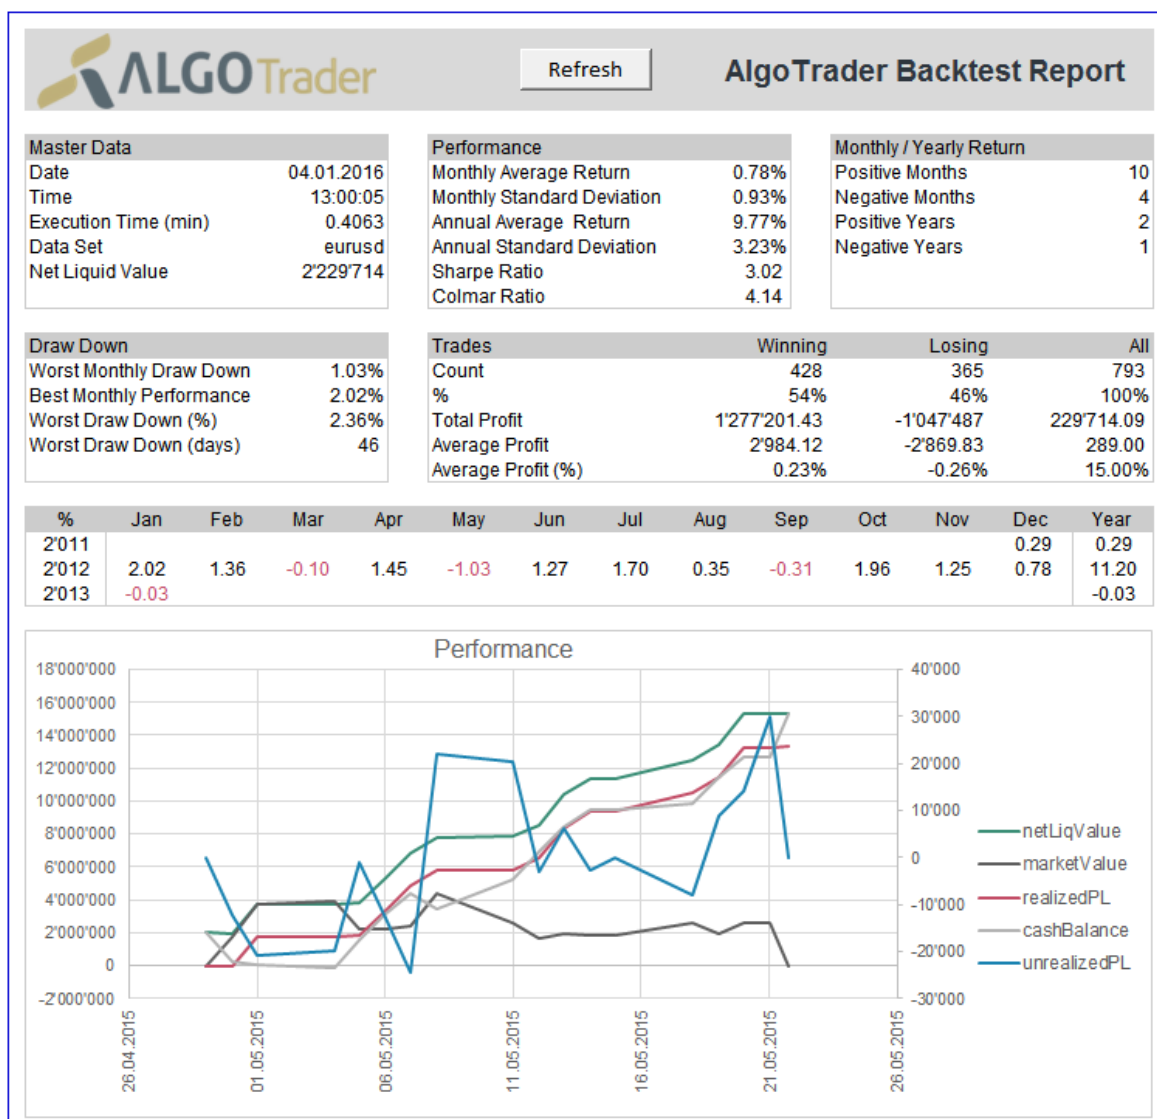 ALGOTrader
Refresh
AlgoTrader Backtest Report
Master Data
Date 04.01.2016
Time 13:00:05
Execution Time (min) 0.4063
Data Set eurusd
Net Liquid Value 2'229'714
Performance
Monthly Average Return 0.78%
Monthly Standard Deviation 0.93%
Annual Average Return 9.77%
Annual Standard Deviation 3.23%
Sharpe Ratio 3.02
Colmar Ratio 4.14
Monthly / Yearly Return
Positive Months 10
Negative Months 4
Positive Years 2
Negative Years 1
Draw Down
Worst Monthly Draw Down 1.03%
Best Monthly Performance 2.02%
Worst Draw Down (%) 2.36%
Worst Draw Down (days) 46
Trades Winning Losing All
Count 428 365 793
% 54% 46% 100%
Total Profit 1'277'201.43 -1'047'487 229'714.09
Average Profit 2'984.12 -2'869.83 289.00
Average Profit (%) 0.23% -0.26% 15.00%
% Jan Feb Mar Apr May Jun Jul Aug Sep Oct Nov Dec Year
2'011 0.29 0.29
2'012 2.02 1.36 -0.10 1.45 -1.03 1.27 1.70 0.35 -0.31 1.96 1.25 0.78 11.20
2'013 -0.03 -0.03
Performance
18'000'000
16'000'000
14'000'000
12'000'000
10'000'000
8'000'000
6'000'000
4'000'000
2'000'000
0
-2'000'000
40'000
30'000
20'000
10'000
0
-10'000
-20'000
-30'000
netLiqValue
marketValue
realizedPL
cashBalance
unrealizedPL
26.04.2015
01.05.2015
06.05.2015
11.05.2015
16.05.2015
21.05.2015
26.05.2015